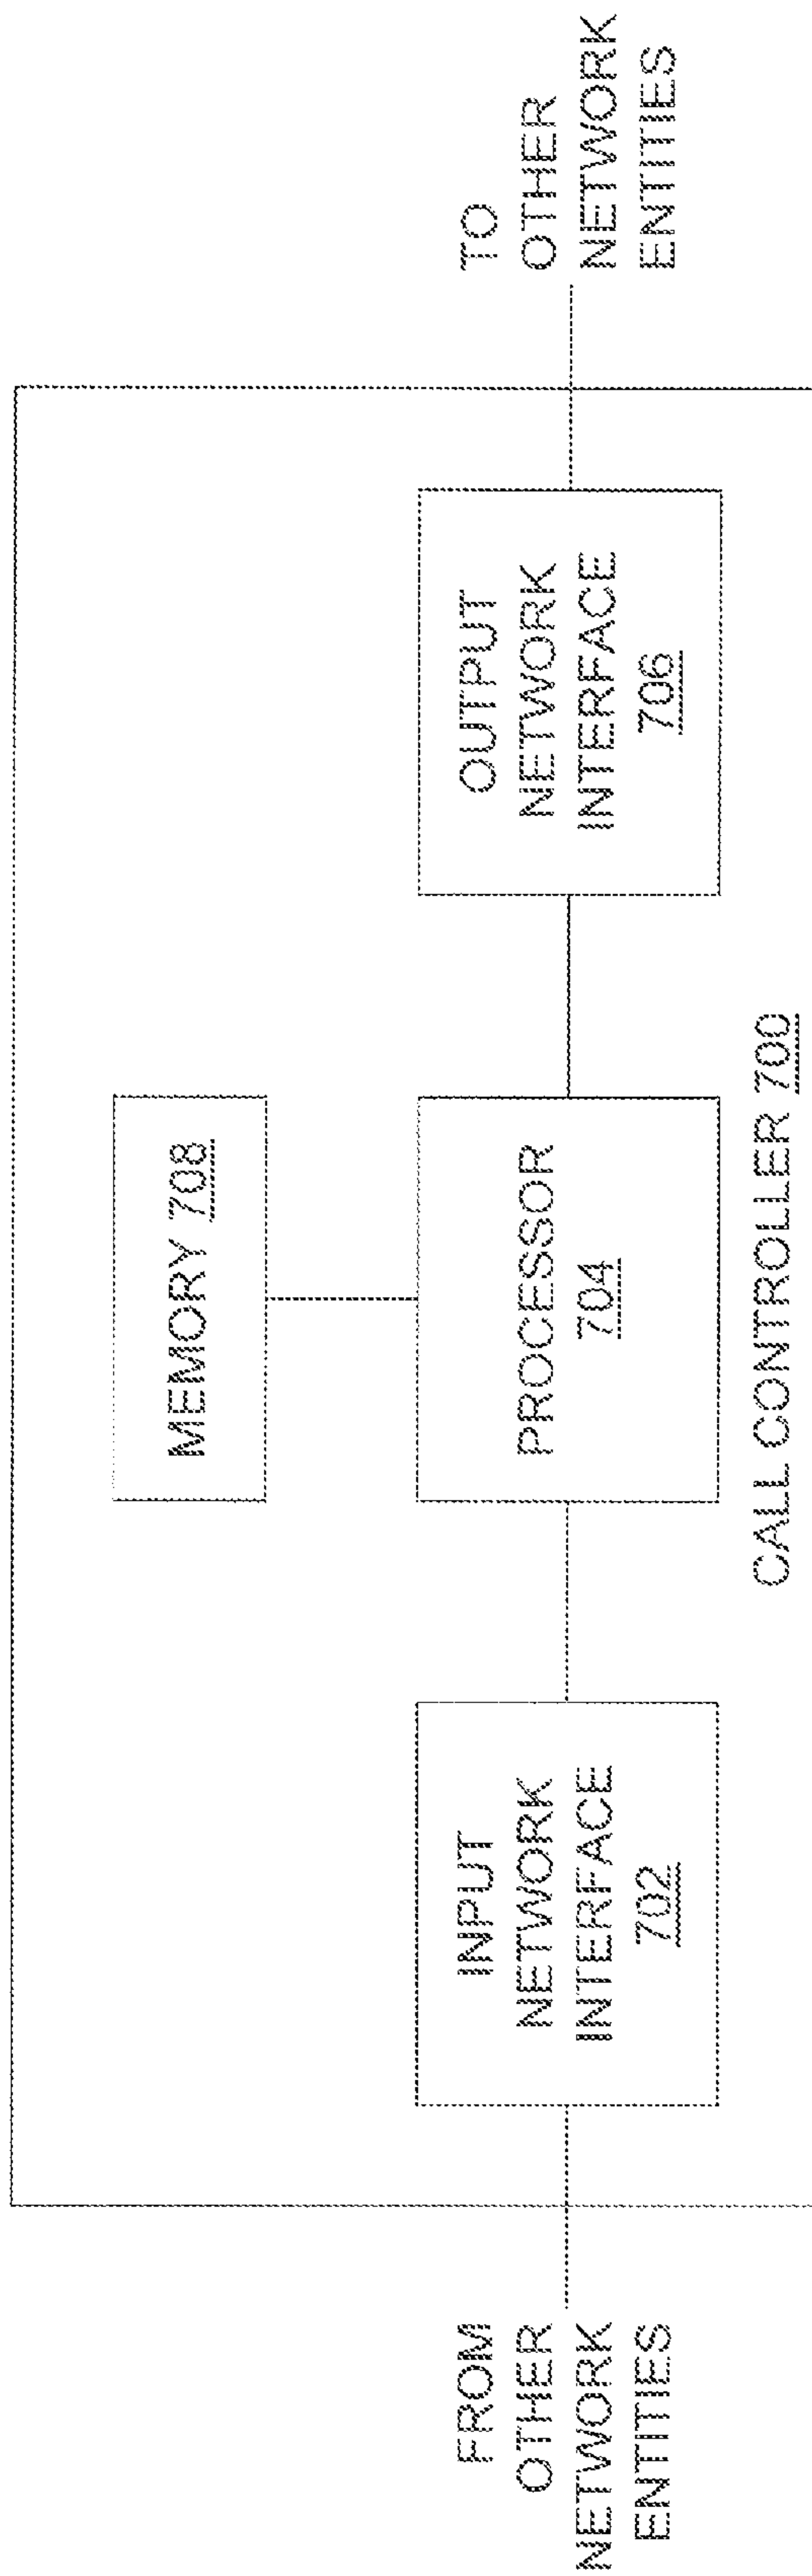 MEMORY 708
FROM
OTHER
NETWORK
ENTITIES
INPUT
NETWORK
INTERFACE
702
PROCESSOR
704
OUTPUT
NETWORK
INTERFACE
706
TO
OTHER
NETWORK
ENTITIES
CALL CONTROLLER 700